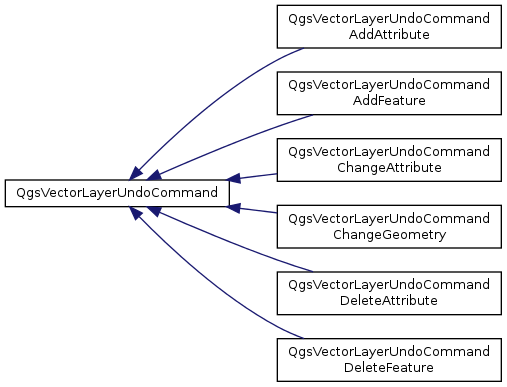 QgsVectorLayerUndoCommand
AddAttribute
QgsVectorLayerUndoCommand
AddFeature
QgsVectorLayerUndoCommand
ChangeAttribute
QgsVectorLayerUndoCommand
QgsVectorLayerUndoCommand
ChangeGeometry
QgsVectorLayerUndoCommand
DeleteAttribute
QgsVectorLayerUndoCommand
DeleteFeature